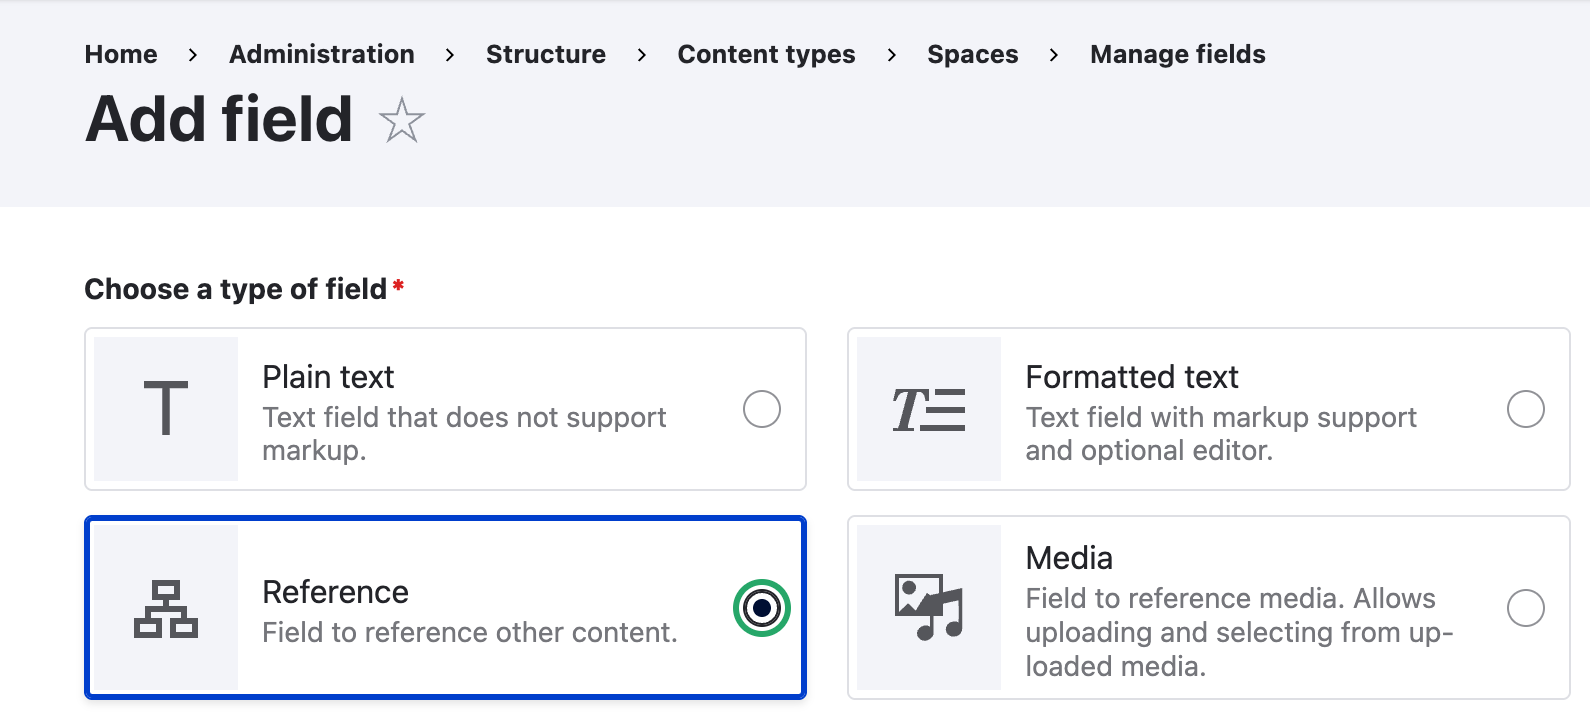 Home > Administration > Structure > Content types > Spaces > Manage fields
Add field
Choose a type of field*
Plain text
Text field that does not support
markup.
Formatted text
Text field with markup support
and optional editor.
Reference
Field to reference other content.
Media
Field to reference media. Allows
uploading and selecting from up-
loaded media.